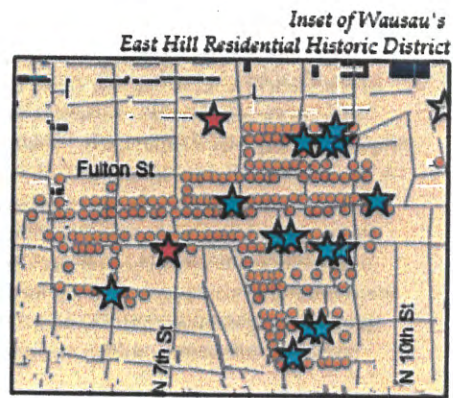 Inset of Wausau's
East Hill Residential Historic District
Fulton St
N 7th St
N 10th St